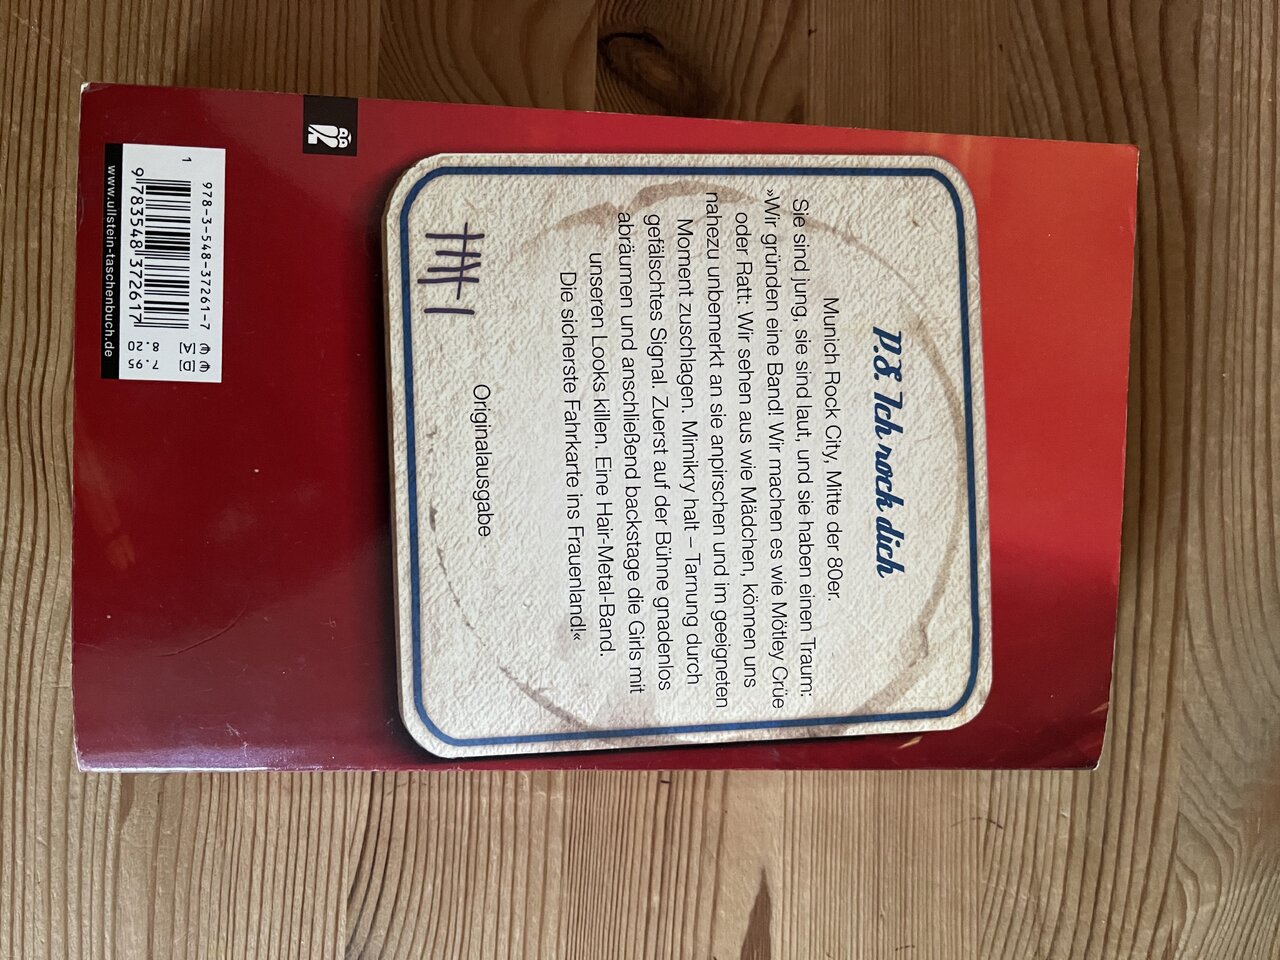 P.S. Ich rock dich
Munich Rock City, Mitte der 80er.
Sie sind jung, sie sind laut, und sie haben einen Traum:
»Wir gründen eine Band! Wir machen es wie Mötley Crüe
oder Ratt: Wir sehen aus wie Mädchen, können uns
nahezu unbemerkt an sie anpirschen und im geeigneten
Moment zuschlagen. Mimikry halt – Tarnung durch
gefälschtes Signal. Zuerst auf der Bühne gnadenlos
abräumen und anschließend backstage die Girls mit
unseren Looks killen. Eine Hair-Metal-Band.
Die sicherste Fahrkarte ins Frauenland!«
Originalausgabe
978-3-548-37261-7
1
9 783548 372617
€ [D] 7.95
€ [A] 8.20
www.ullstein-taschenbuch.de